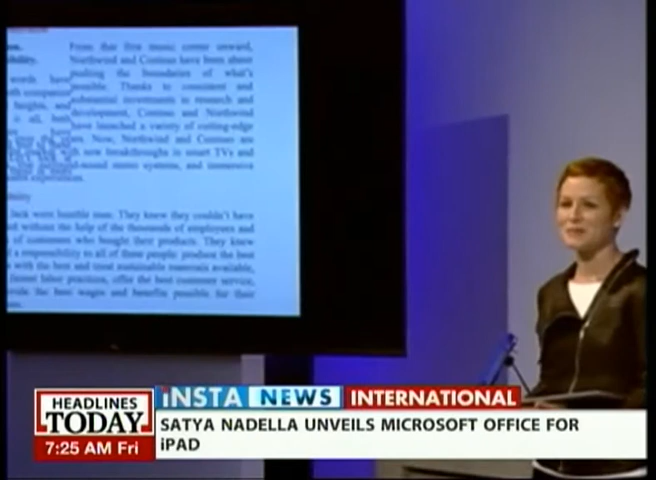 From that first music corner onward,
Northwind and Contoso have been about
pushing the boundaries of what's
possible. Thanks to consistent and
substantial investments in research and
development, Contoso and Northwind
have launched a variety of cutting-edge
Now, Northwind and Contoso are
with new breakthroughs in smart TVs and
sound stereo systems, and immersive
Jack were humble men. They knew they couldn't have
without the help of the thousands of employees and
of customers who bought their products. They knew
a responsibility to all of these people: produce the best
with the best and most sustainable materials available,
labor practices, offer the best customer service,
the best wages and benefits possible for their
HEADLINES
TODAY
7:25 AM Fri
iNSTA NEWS INTERNATIONAL
SATYA NADELLA UNVEILS MICROSOFT OFFICE FOR
iPAD